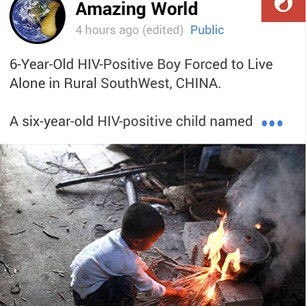 Amazing World
4 hours ago (edited) Public
6-Year-Old HIV-Positive Boy Forced to Live
Alone in Rural SouthWest, CHINA.
A six-year-old HIV-positive child named •••